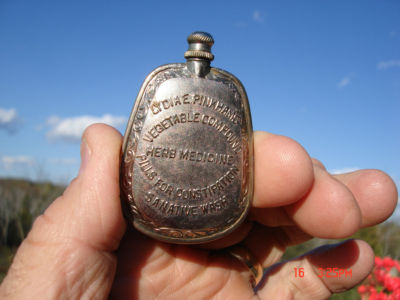 LYDIA E. PINKHAM'S
VEGETABLE COMPOUND
HERB MEDICINE
PILLS FOR CONSTIPATION
SANATIVE WASH
16